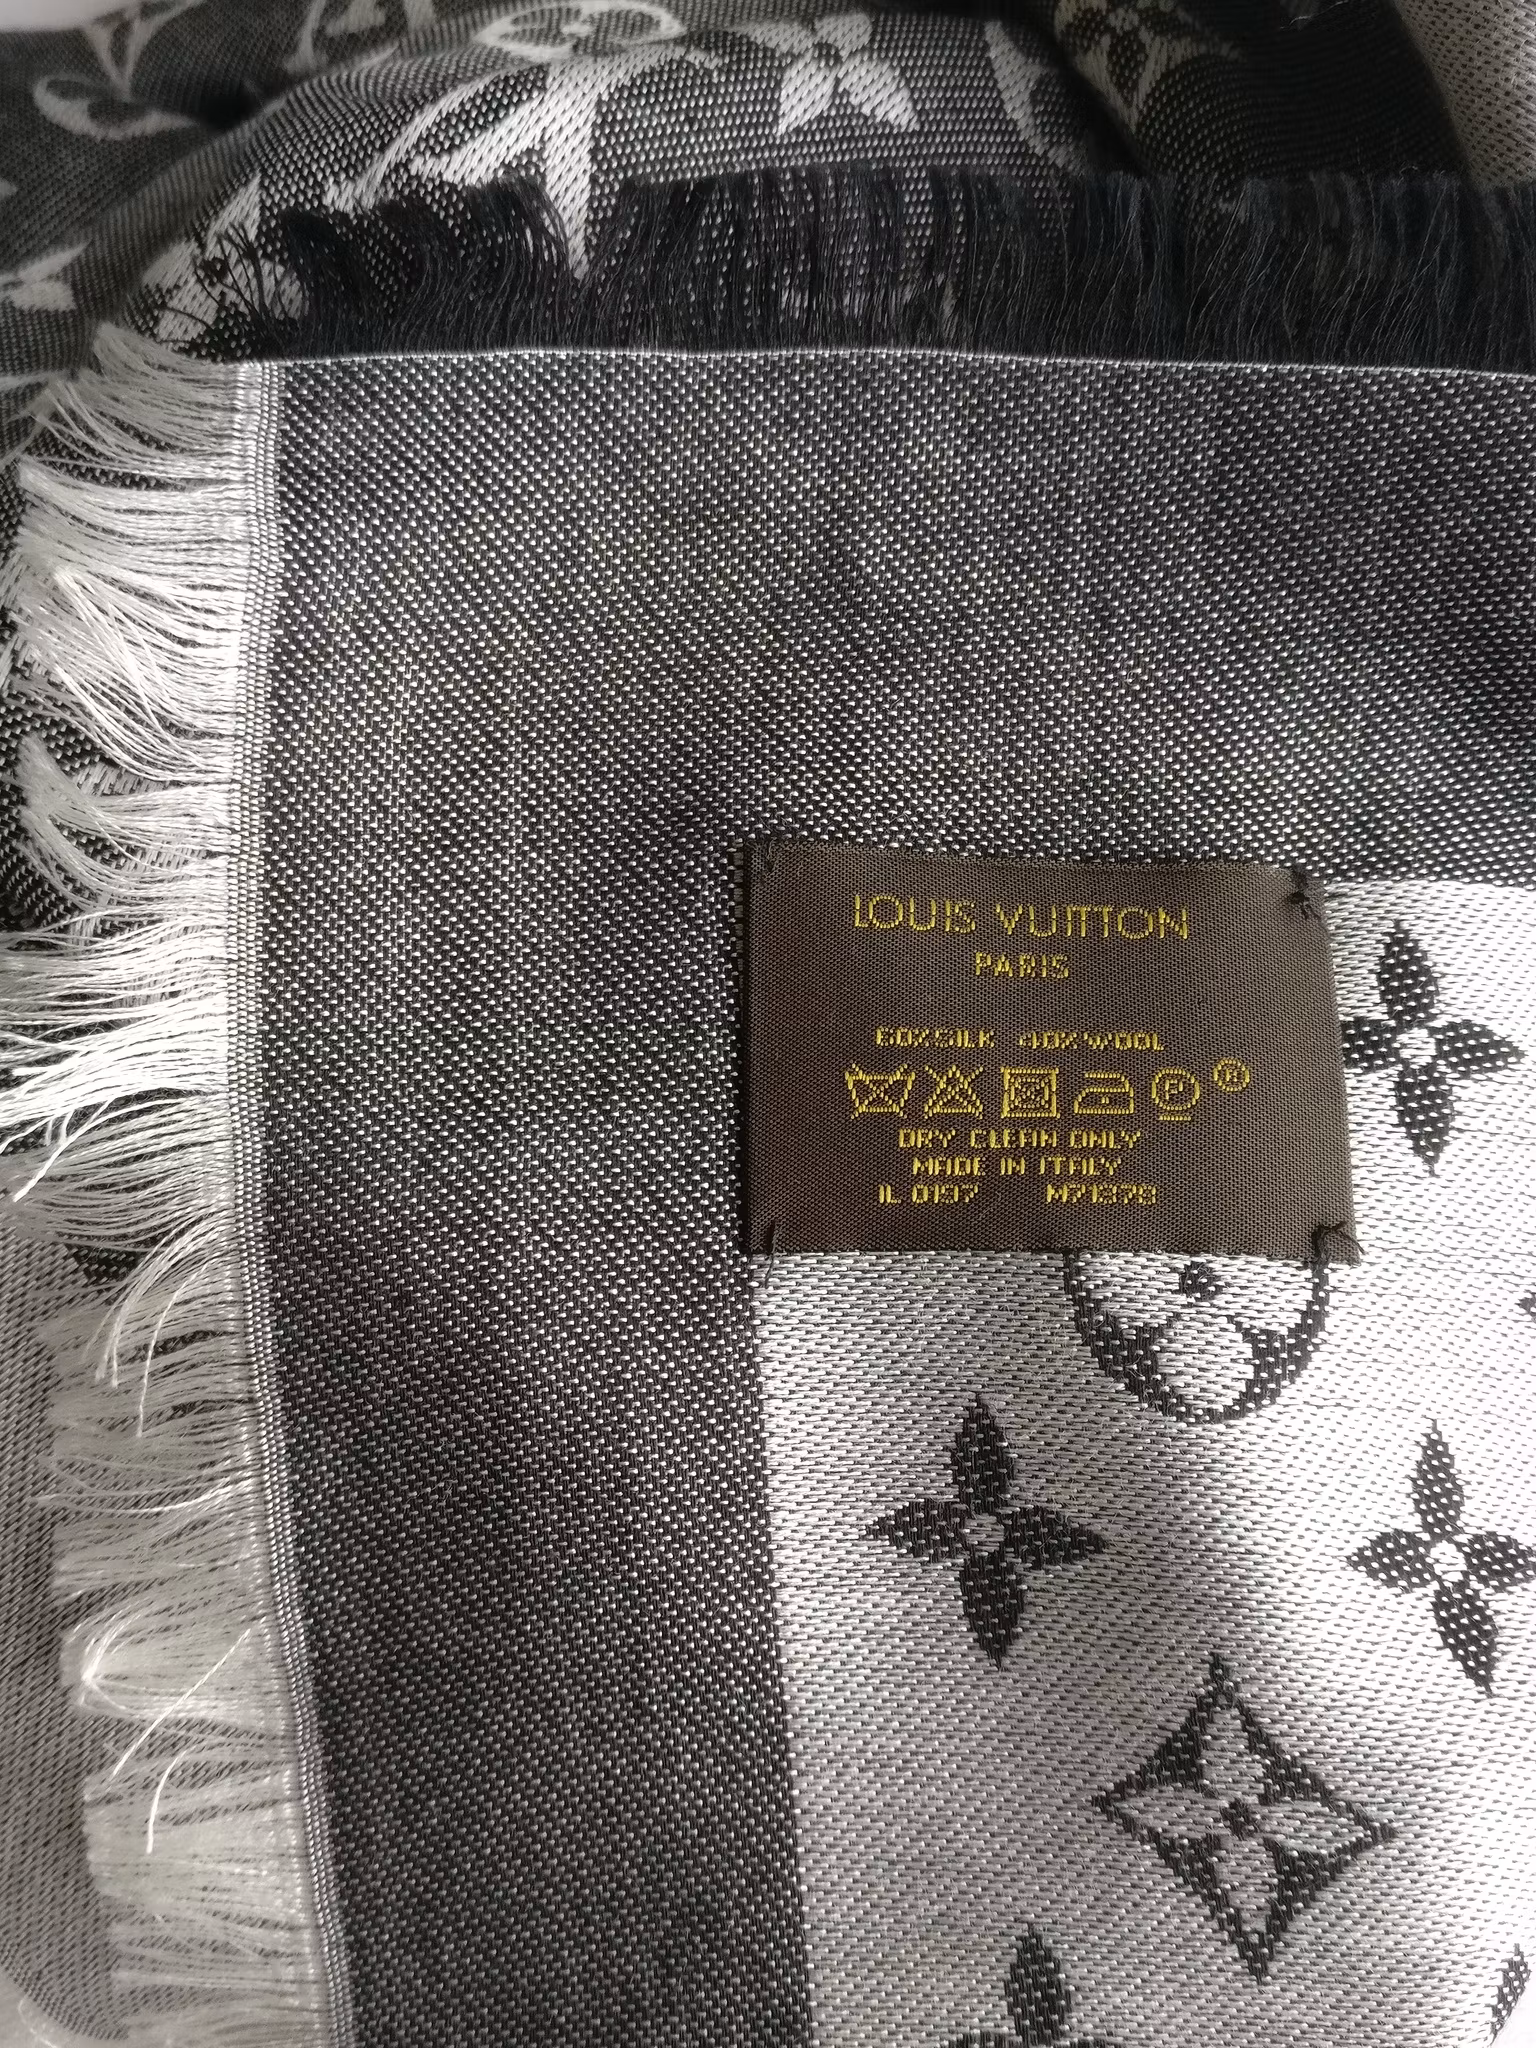 LOUIS VUITTON
PARIS
60%SILK 40%WOOL
P ®
DRY CLEAN ONLY
MADE IN ITALY
IL 0197 M71378